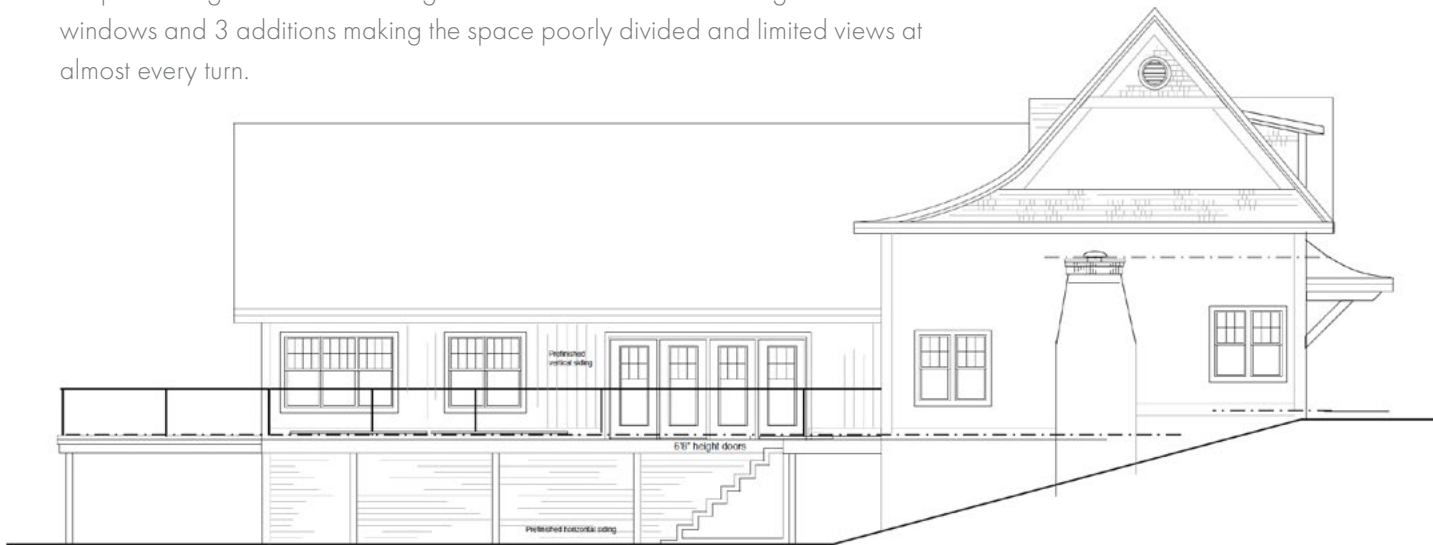 windows and 3 additions making the space poorly divided and limited views at
almost every turn.
Prefinished
vertical siding
6'8" height doors
Prefinished horizontal siding